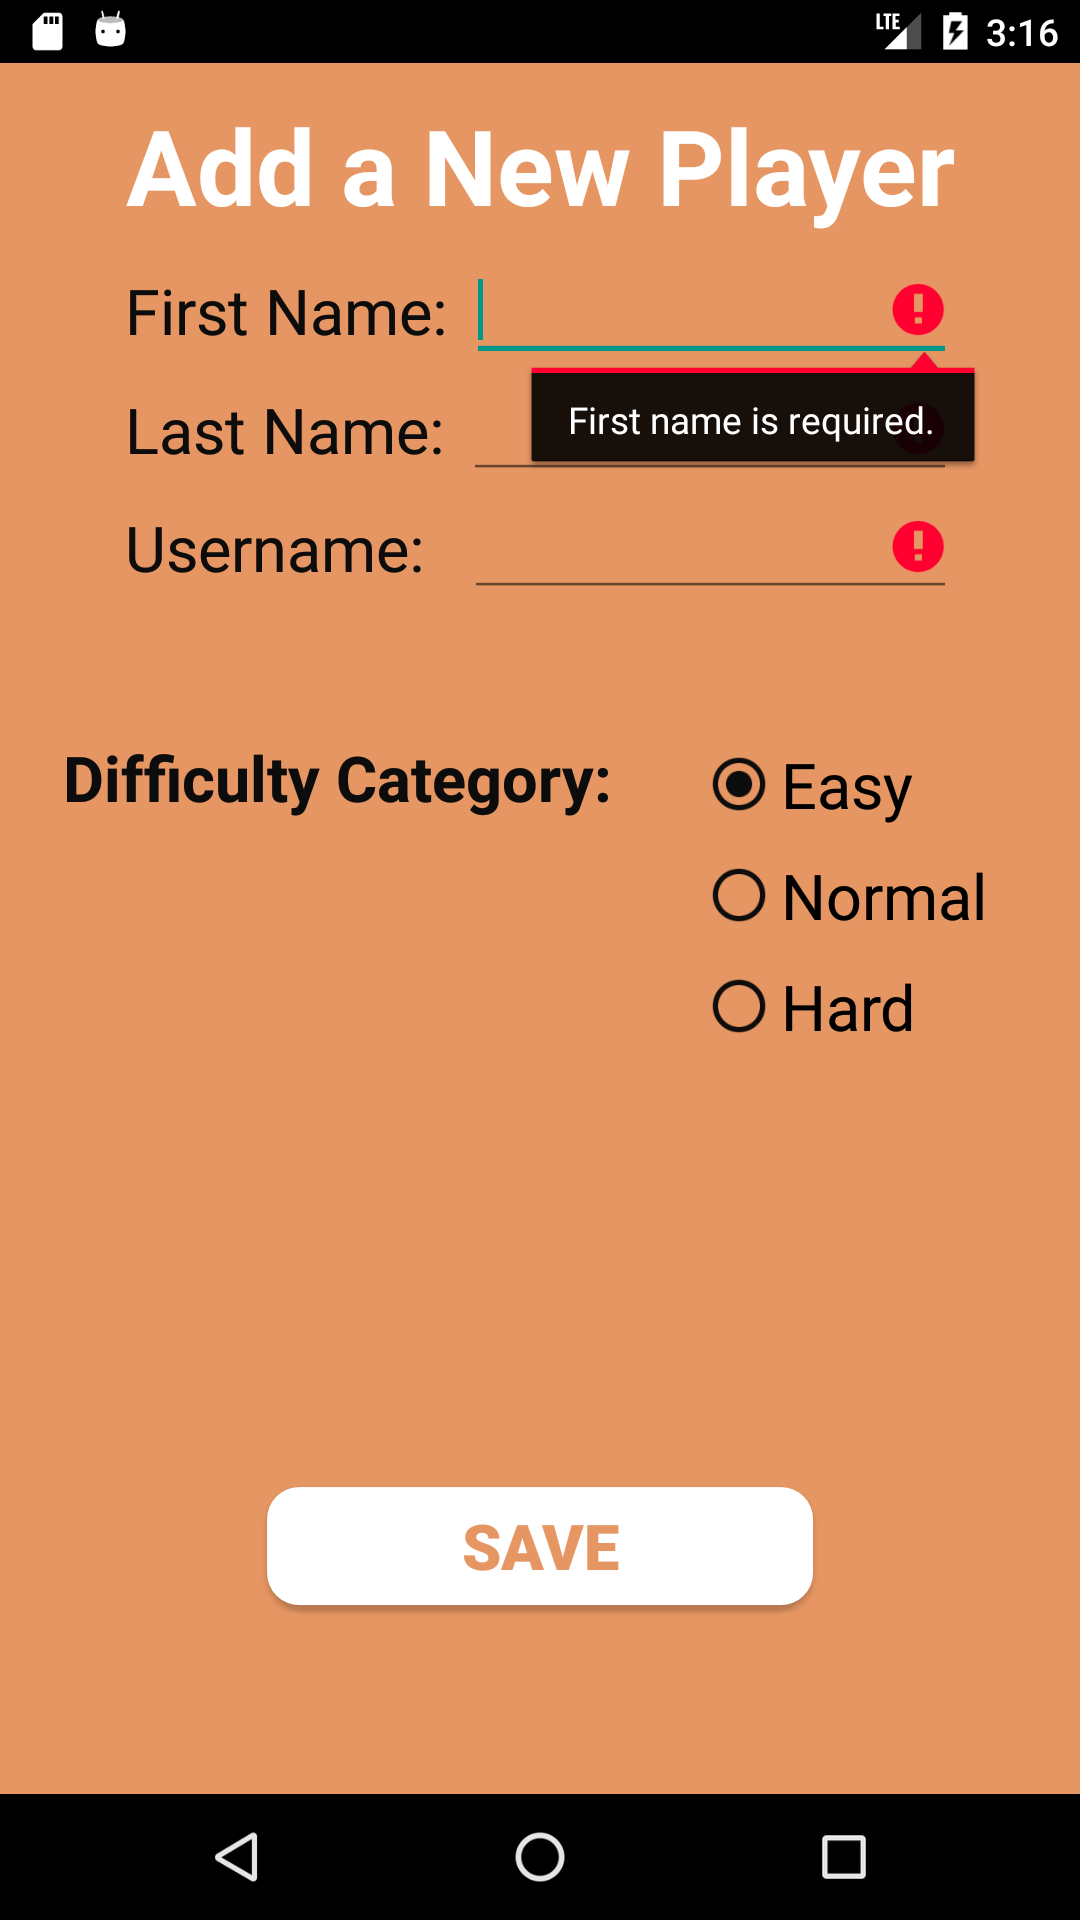 LTE 3:16
Add a New Player
First Name:
First name is required.
Last Name:
Username:
Difficulty Category:
Easy
Normal
Hard
SAVE